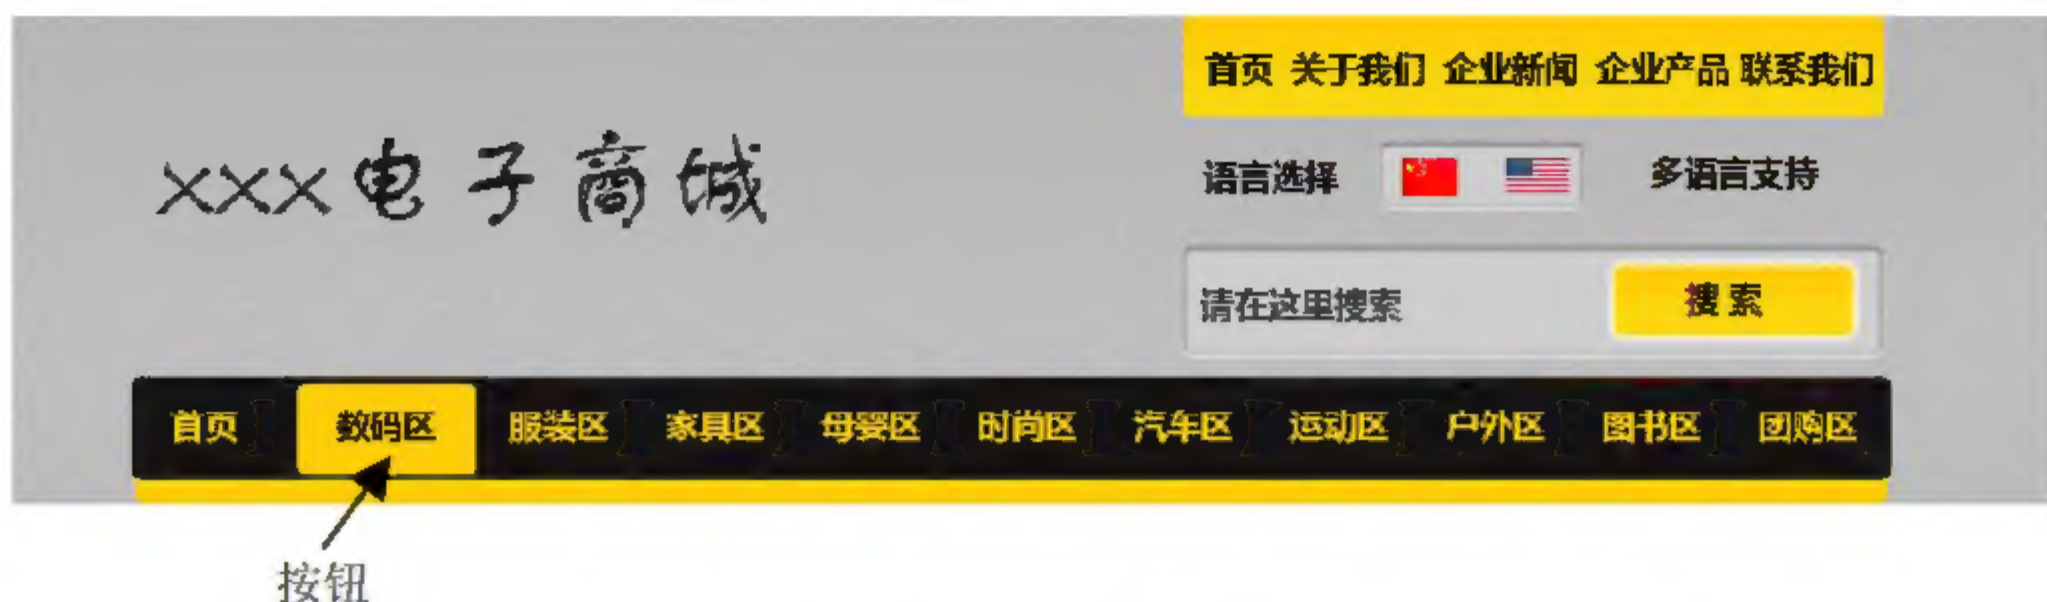 首页 关于我们 企业新闻 企业产品 联系我们
xxx电子商城
语言选择 多语言支持
请在这里搜索 搜索
首页 数码区 服装区 家具区 母婴区 时尚区 汽车区 运动区 户外区 图书区 团购区
按钮